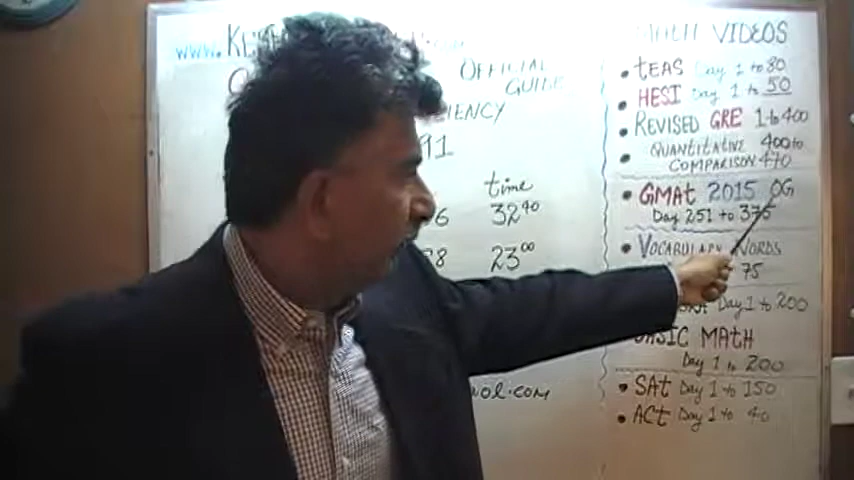 www.
OFFICIAL
GUIDE
91
time
6 32 40
8 23 00
OL.COM
MATH VIDEOS
• TEAS Day 1 to 80
• HESI Day 1 to 50
• REVISED GRE 1 to 400
• QUANTITATIVE 400 to
COMPARISON 470
• GMAT 2015 OG
Day 251 to 375
• VOCABULARY WORDS
75
Day 1 to 200
BASIC MATH
Day 1 to 200
• SAT Day 1 to 150
• ACT Day 1 to 40